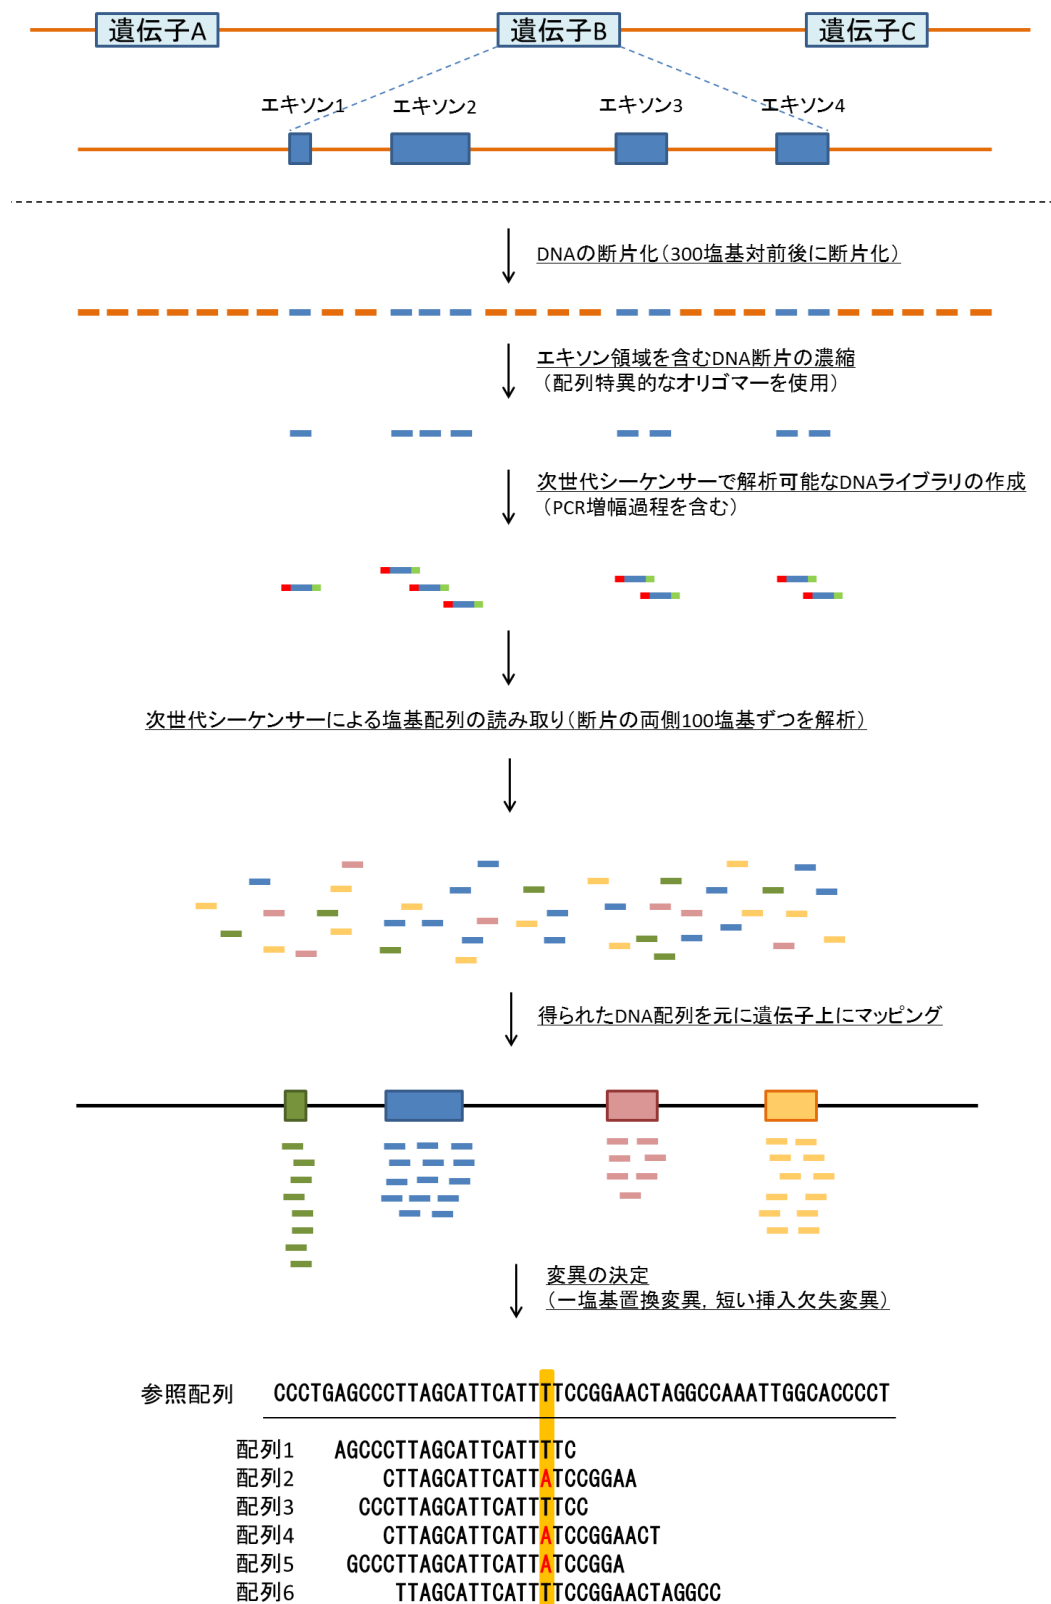 遺伝子A 遺伝子B 遺伝子C
エキソン1 エキソン2 エキソン3 エキソン4
DNAの断片化（300塩基対前後に断片化）
エキソン領域を含むDNA断片の濃縮
（配列特異的なオリゴマーを使用）
次世代シーケンサーで解析可能なDNAライブラリの作成
（PCR増幅過程を含む）
次世代シーケンサーによる塩基配列の読み取り（断片の両側100塩基ずつを解析）
得られたDNA配列を元に遺伝子上にマッピング
変異の決定
（一塩基置換変異，短い挿入欠失変異）
参照配列 CCCTGAGCCCTTAGCATTCATTTTCCGGAACTAGGCCAAATTGGCACCCCT
配列1 AGCCCTTAGCATTCATTTTC
配列2 CTTAGCATTCATTATCCGGAA
配列3 CCCTTAGCATTCATTTTCC
配列4 CTTAGCATTCATTATCCGGAACT
配列5 GCCCTTAGCATTCATTATCCGGA
配列6 TTAGCATTCATTTTCCGGAACTAGGCC